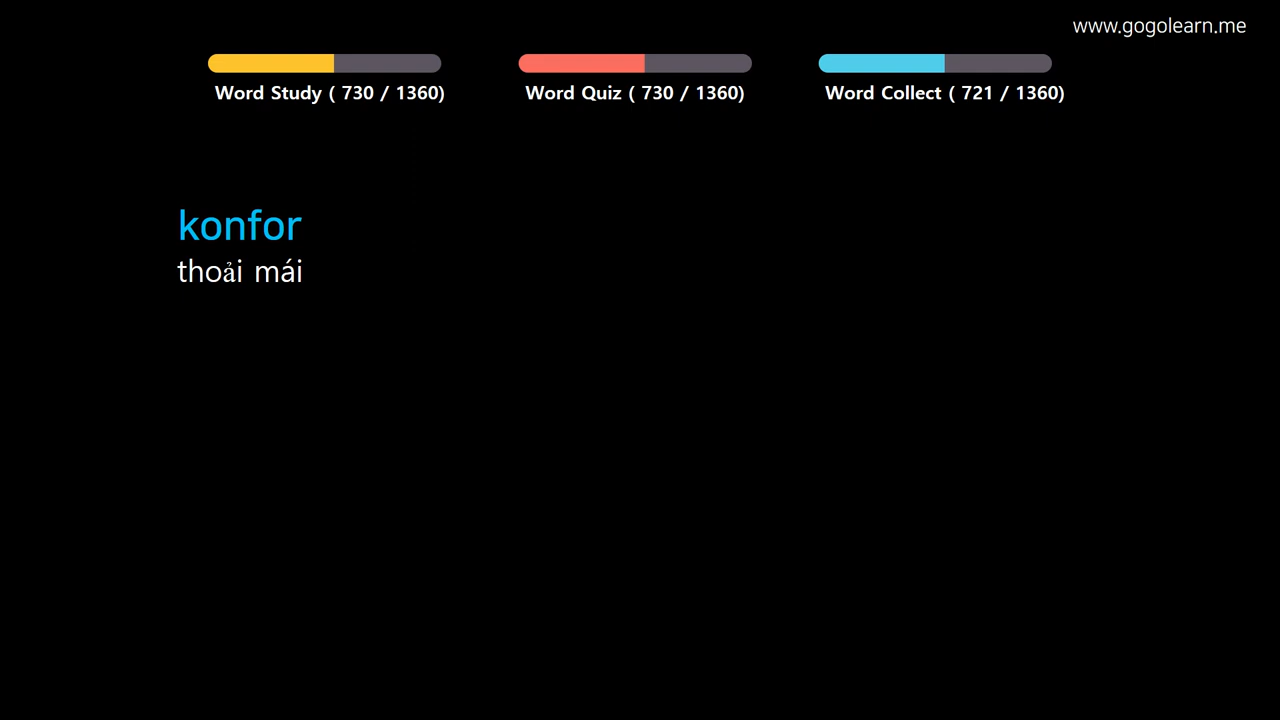 www.gogolearn.me
Word Study ( 730 / 1360)
Word Quiz ( 730 / 1360)
Word Collect ( 721 / 1360)
konfor
thoải mái